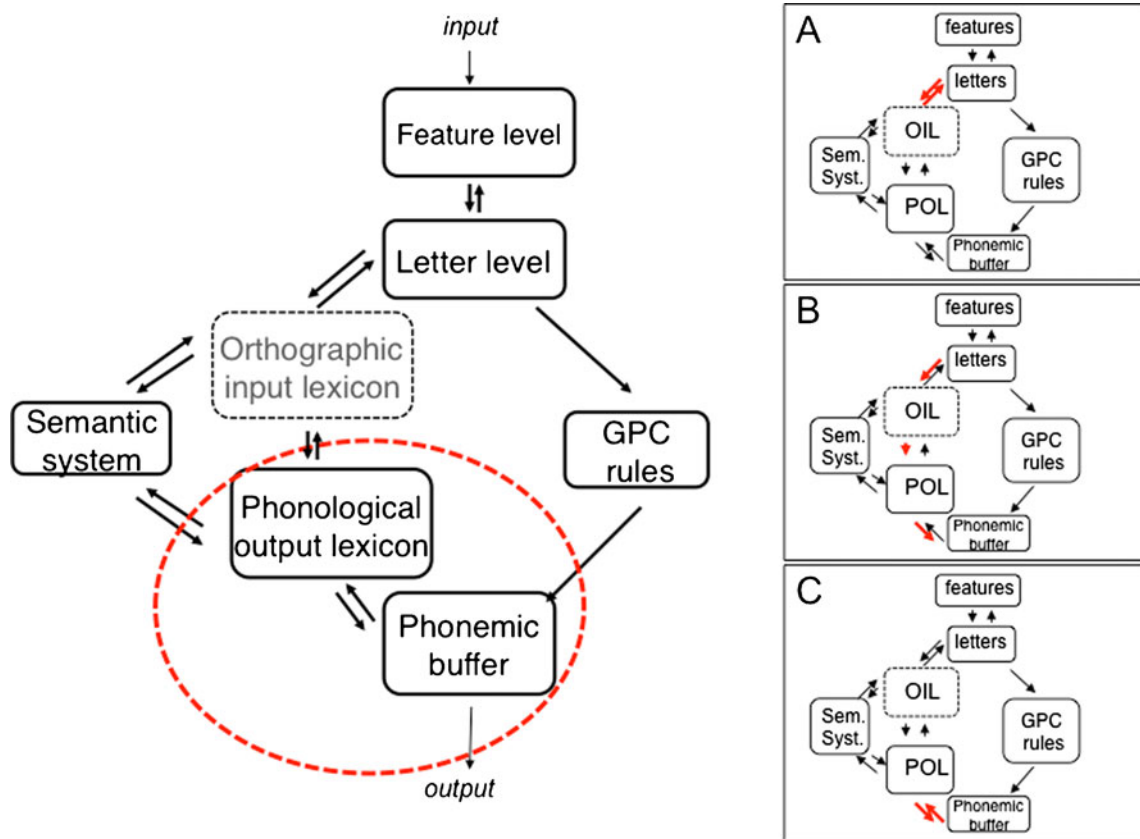 input
Feature level
Letter level
Orthographic
input lexicon
Semantic
system
GPC
rules
Phonological
output lexicon
Phonemic
buffer
output
A
features
letters
OIL
Sem.
Syst.
GPC
rules
POL
Phonemic
buffer
B
features
letters
OIL
Sem.
Syst.
GPC
rules
POL
Phonemic
buffer
C
features
letters
OIL
Sem.
Syst.
GPC
rules
POL
Phonemic
buffer